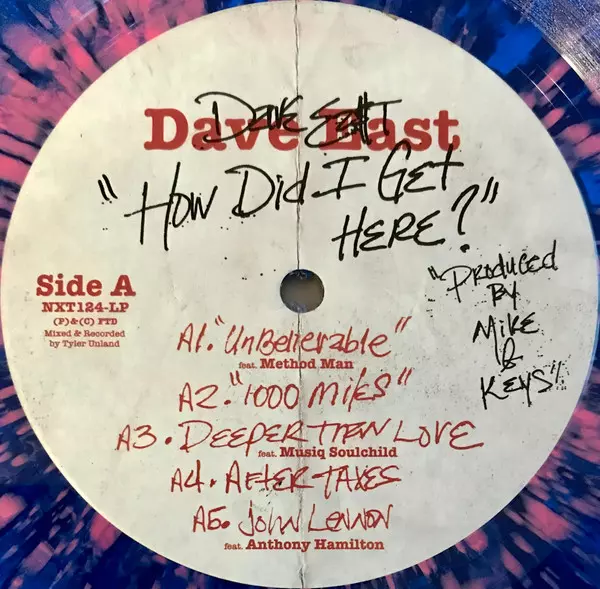 Dave East
DAVE EA$T
"HOW DID I GET
HERE?"
Side A
NXT124-LP
(P)&(C) FTD
Mixed & Recorded
by Tyler Unland
"PRODUCED
BY
MIKE
&
KEYS"
A1. "UnBelievable"
feat. Method Man
A2. "1000 Miles"
A3. DEEPER THEN LOVE
feat. Musiq Soulchild
A4. AFTER TAXES
A5. JOHN LENNON
feat. Anthony Hamilton